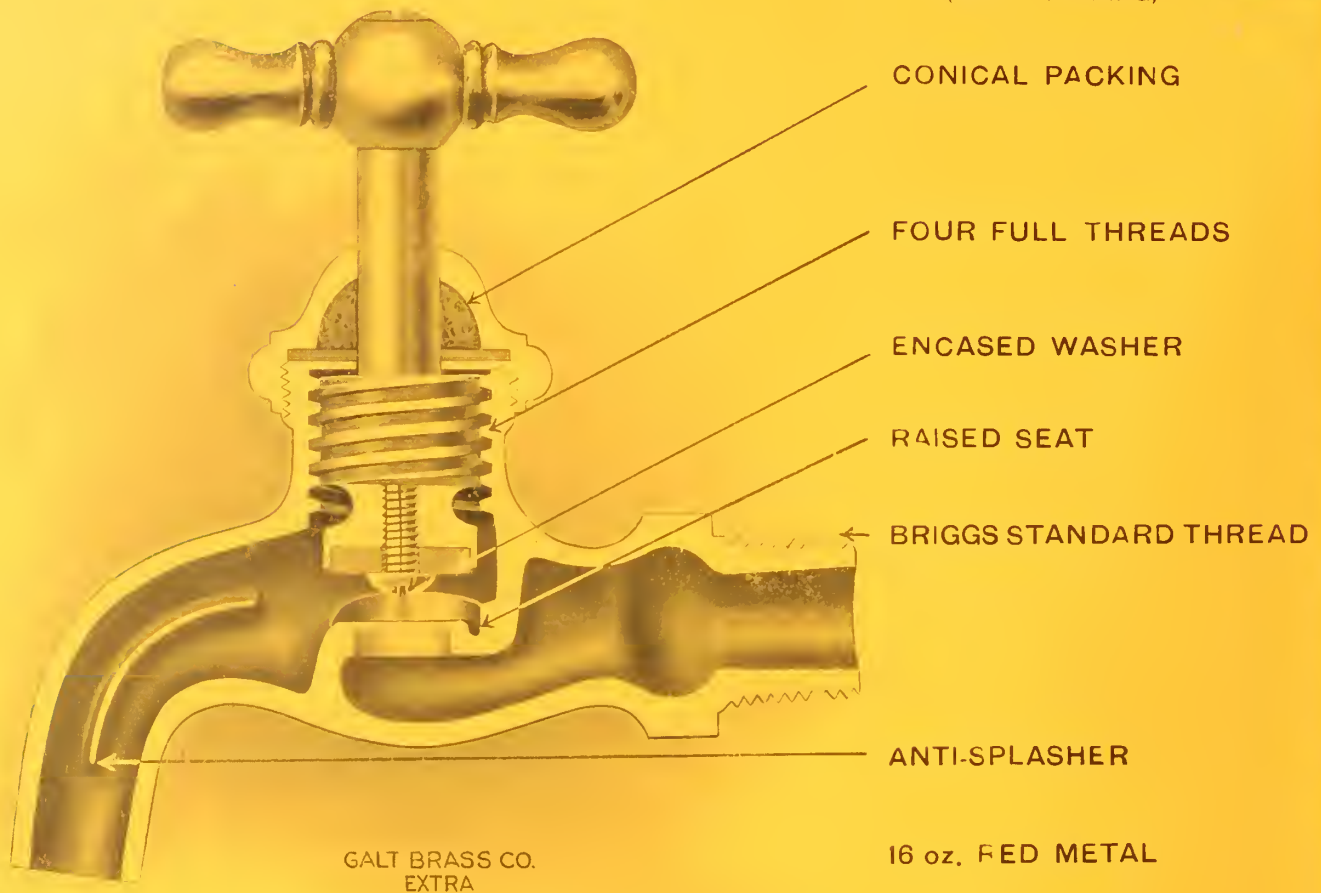 CONICAL PACKING
FOUR FULL THREADS
ENCASED WASHER
RAISED SEAT
BRIGGS STANDARD THREAD
ANTI-SPLASHER
16 oz. RED METAL
GALT BRASS CO.
EXTRA